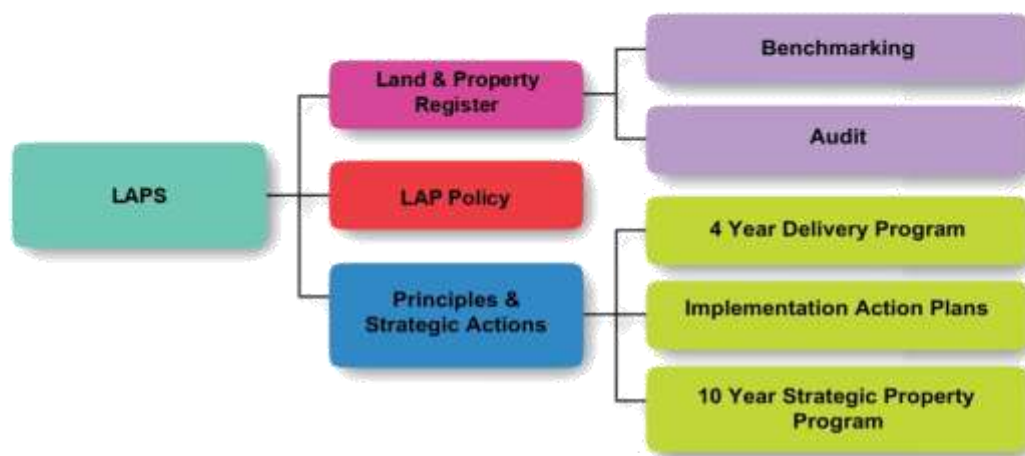 LAPS
Land & Property
Register
LAP Policy
Principles &
Strategic Actions
Benchmarking
Audit
4 Year Delivery Program
Implementation Action Plans
10 Year Strategic Property
Program